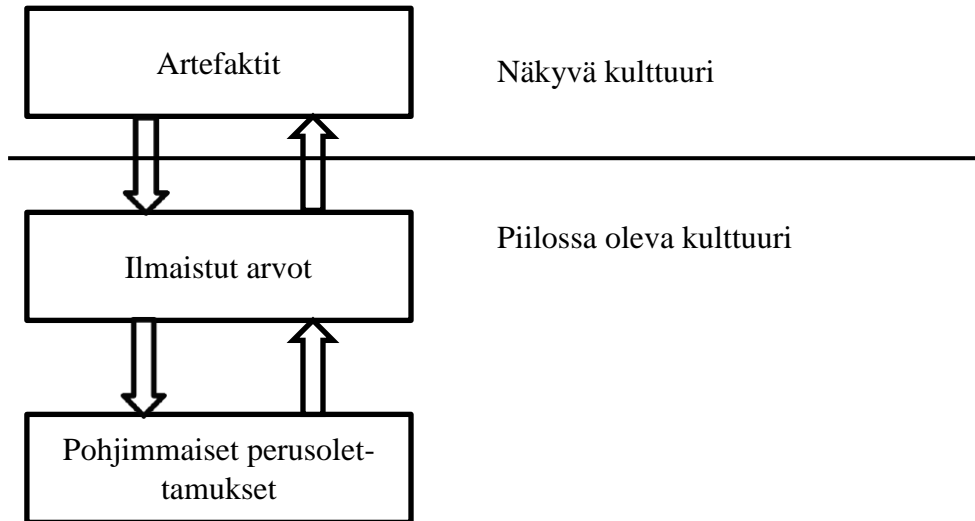 Artefaktit
Näkyvä kulttuuri
Ilmaistut arvot
Piilossa oleva kulttuuri
Pohjimmaiset perusolet-
tamukset